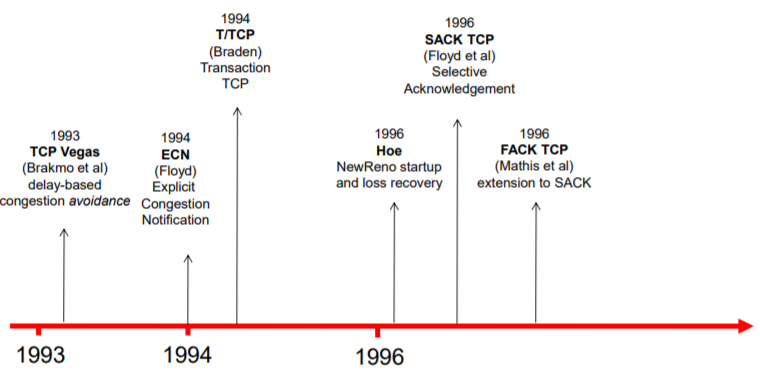 1994
T/TCP
(Braden)
Transaction
TCP
1996
SACK TCP
(Floyd et al)
Selective
Acknowledgement
1993
TCP Vegas
(Brakmo et al)
delay-based
congestion avoidance
1994
ECN
(Floyd)
Explicit
Congestion
Notification
1996
Hoe
NewReno startup
and loss recovery
1996
FACK TCP
(Mathis et al)
extension to SACK
1993
1994
1996